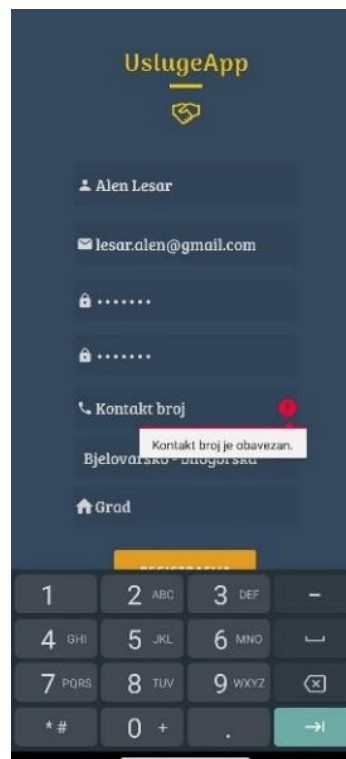 UslugeApp
Alen Lesar
lesar.alen@gmail.com
•••••••
•••••••
Kontakt broj
Kontakt broj je obavezan.
Bjelovarsko - bilogorska
Grad
REGISTRACIJA
1 2 ABC 3 DEF -
4 GHI 5 JKL 6 MNO
7 PQRS 8 TUV 9 WXYZ
* # 0 + .